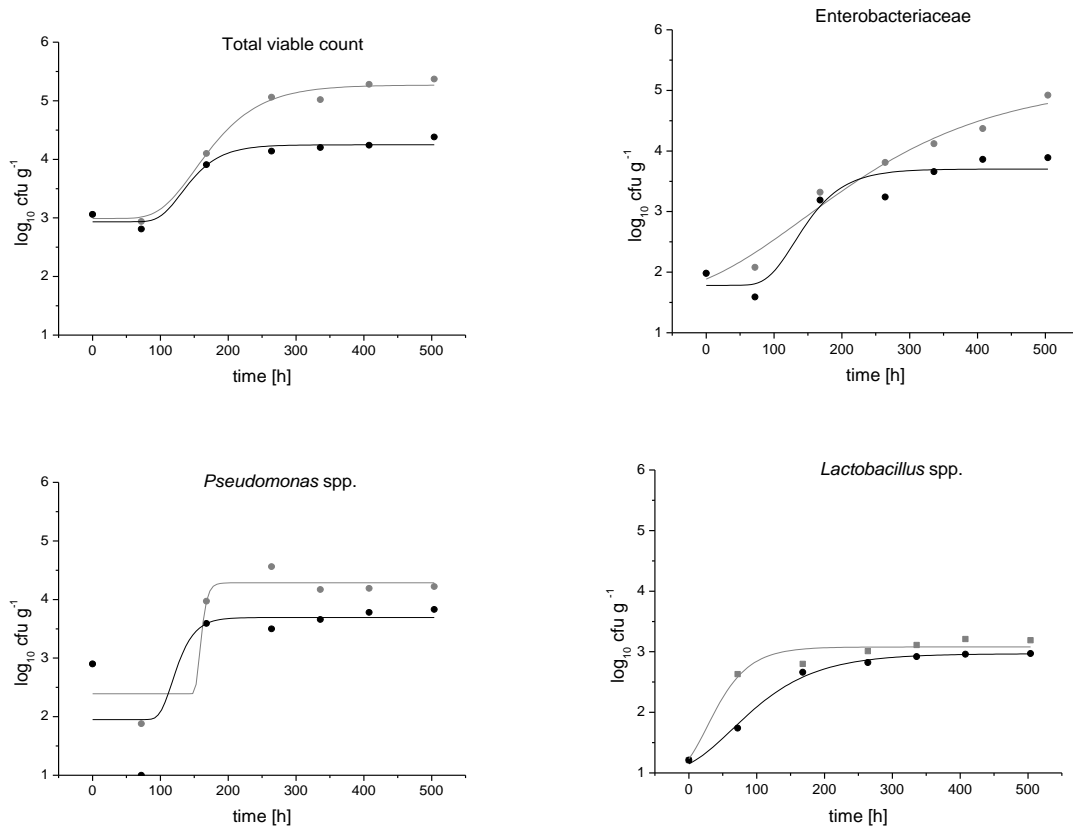 Total viable count
6
5
4
3
2
1
log10 cfu g-1
0 100 200 300 400 500
time [h]
Enterobacteriaceae
6
5
4
3
2
1
log10 cfu g-1
0 100 200 300 400 500
time [h]
Pseudomonas spp.
6
5
4
3
2
1
log10 cfu g-1
0 100 200 300 400 500
time [h]
Lactobacillus spp.
6
5
4
3
2
1
log10 cfu g-1
0 100 200 300 400 500
time [h]